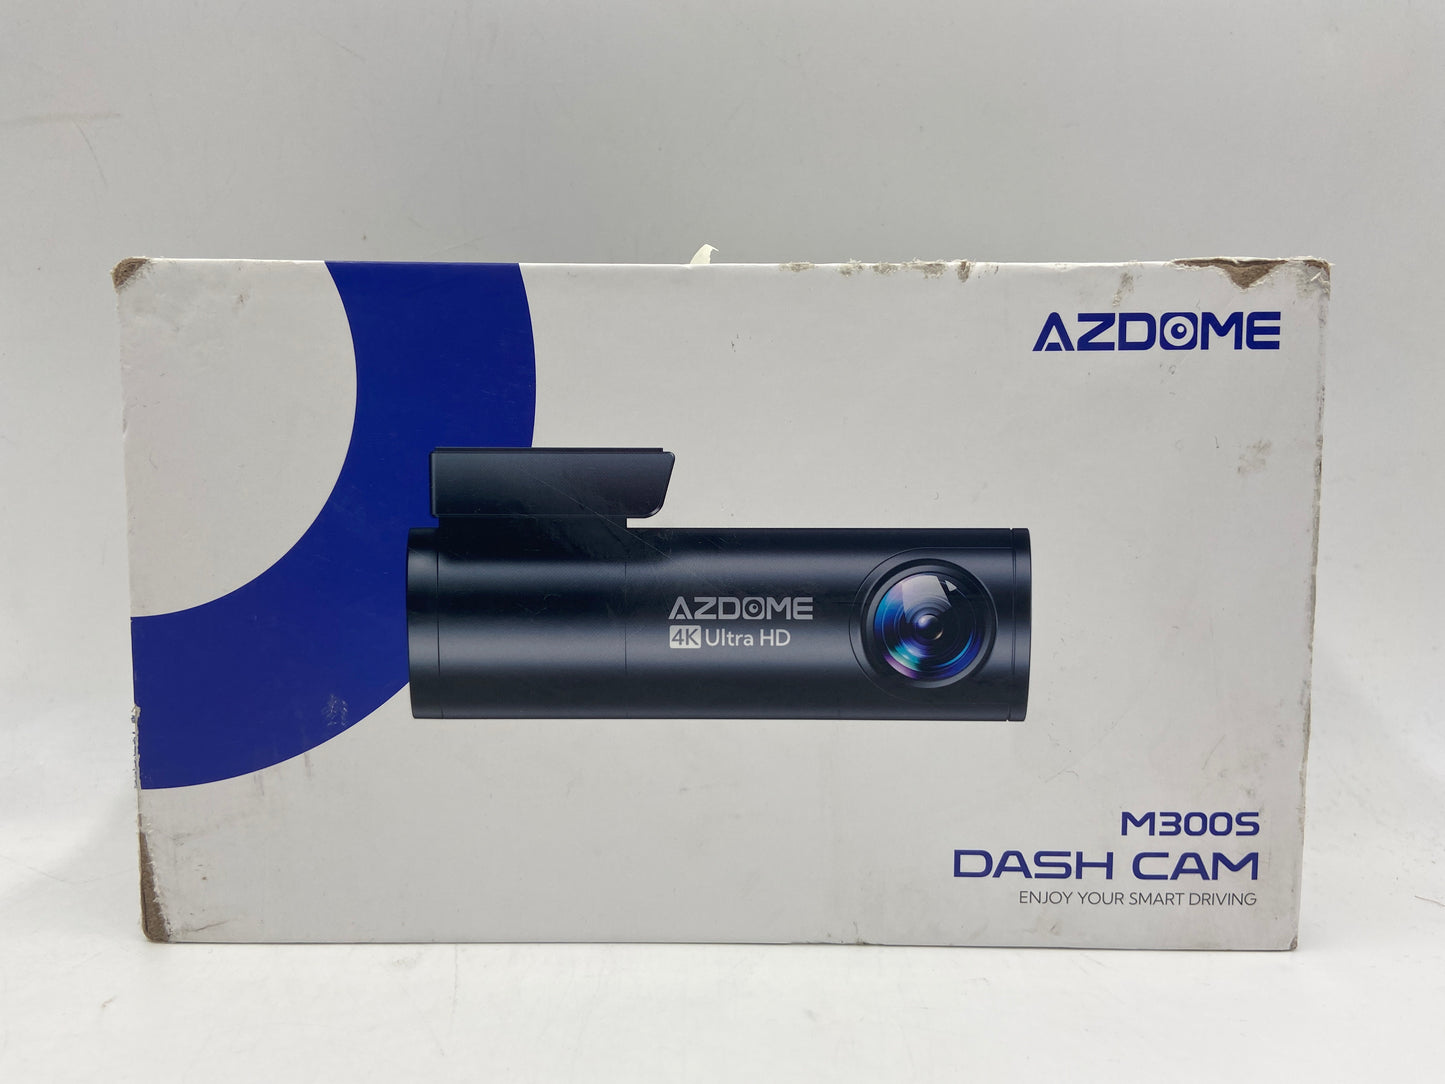 AZDOME
AZDOME
4K Ultra HD
M300S
DASH CAM
ENJOY YOUR SMART DRIVING